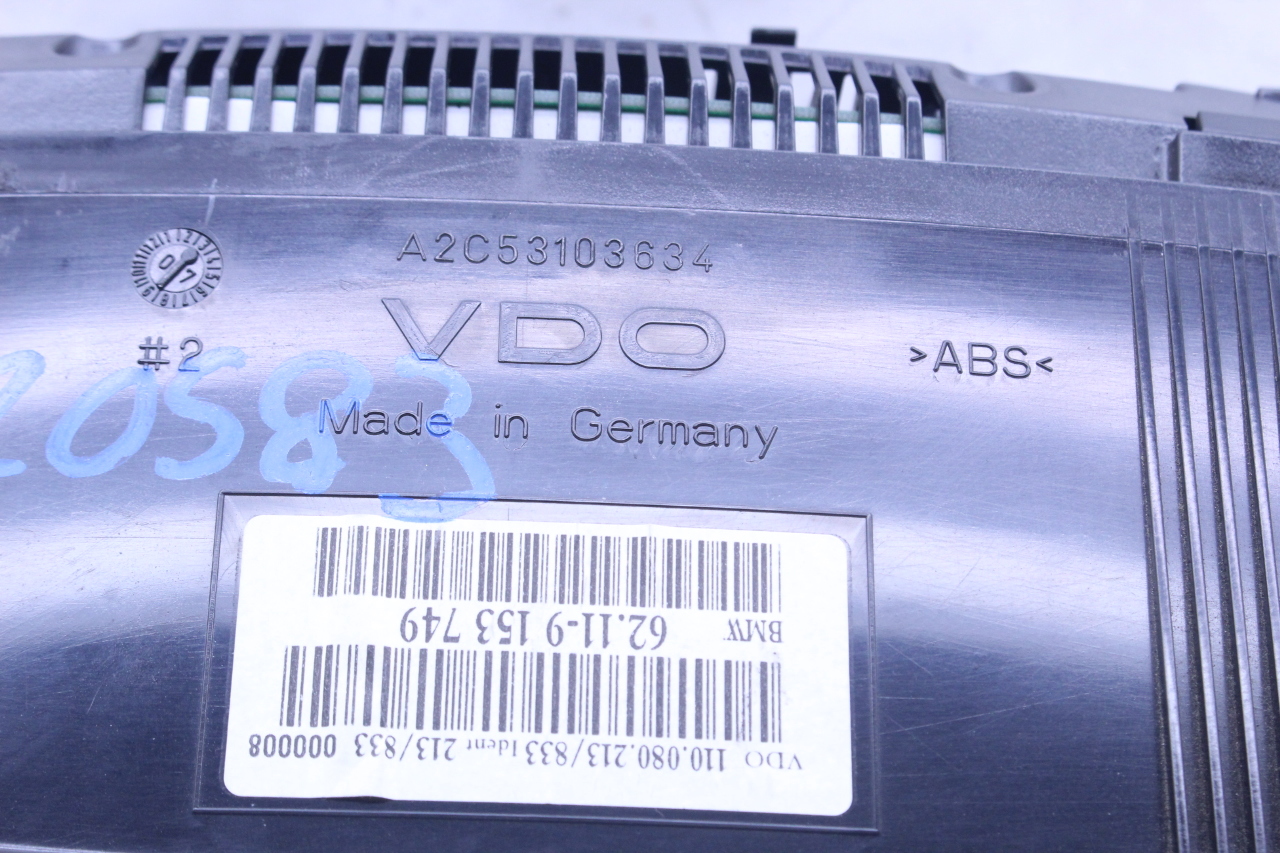 A2C53103634
VDO
#2
>ABS<
Made in Germany
20583
BMW 62.11-9 153 749
VDO 110.080.213/833 Ident 213/833 000008